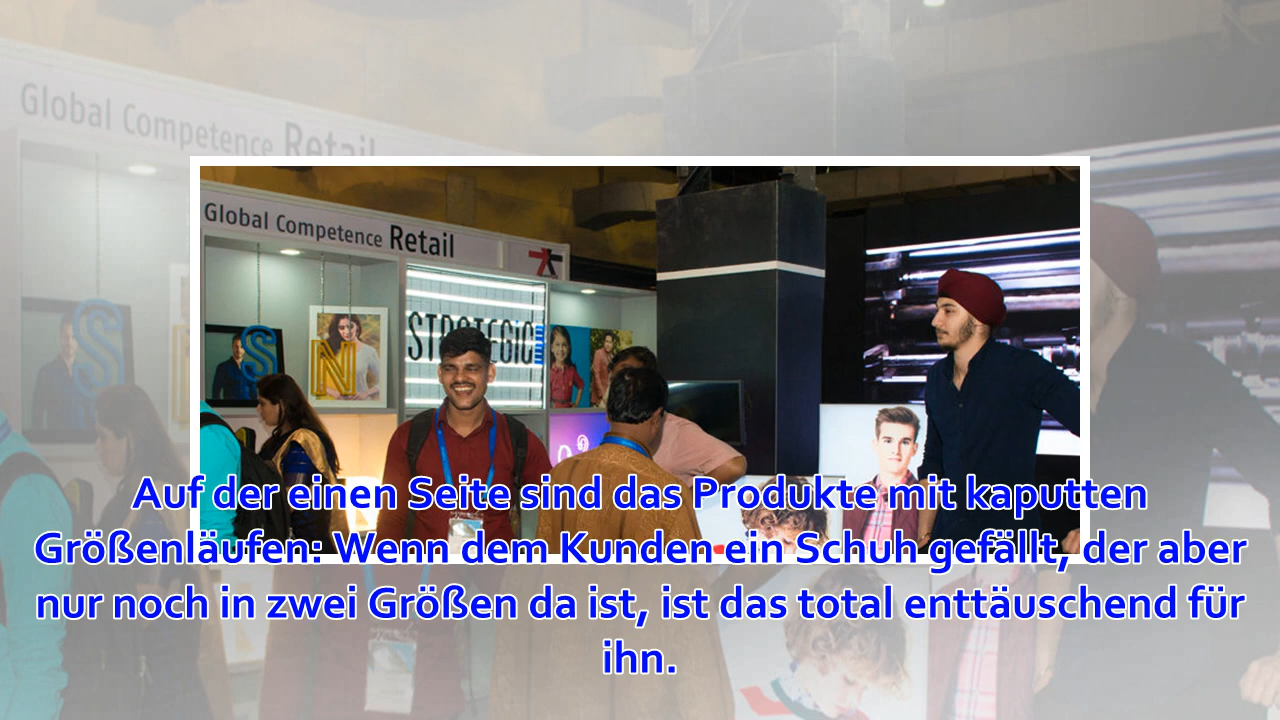 Global Competence Retail
Global Competence Retail
STRATEGIC
S
N
S
Auf der einen Seite sind das Produkte mit kaputten
Größenläufen: Wenn dem Kunden ein Schuh gefällt, der aber
nur noch in zwei Größen da ist, ist das total enttäuschend für
ihn.